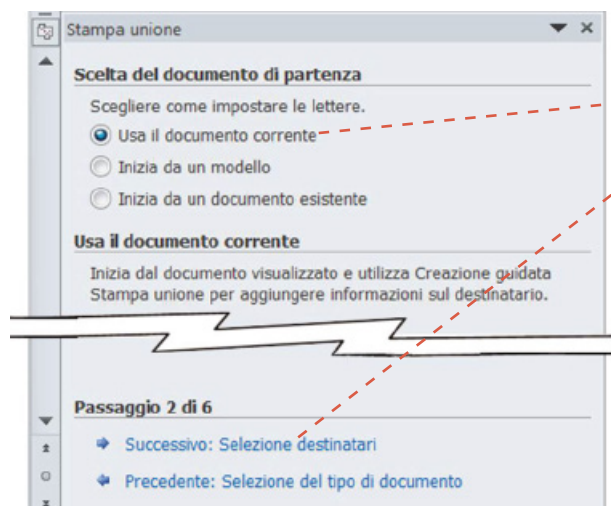 Stampa unione
Scelta del documento di partenza
Scegliere come impostare le lettere.
Usa il documento corrente
Inizia da un modello
Inizia da un documento esistente
Usa il documento corrente
Inizia dal documento visualizzato e utilizza Creazione guidata
Stampa unione per aggiungere informazioni sul destinatario.
Passaggio 2 di 6
Successivo: Selezione destinatari
Precedente: Selezione del tipo di documento